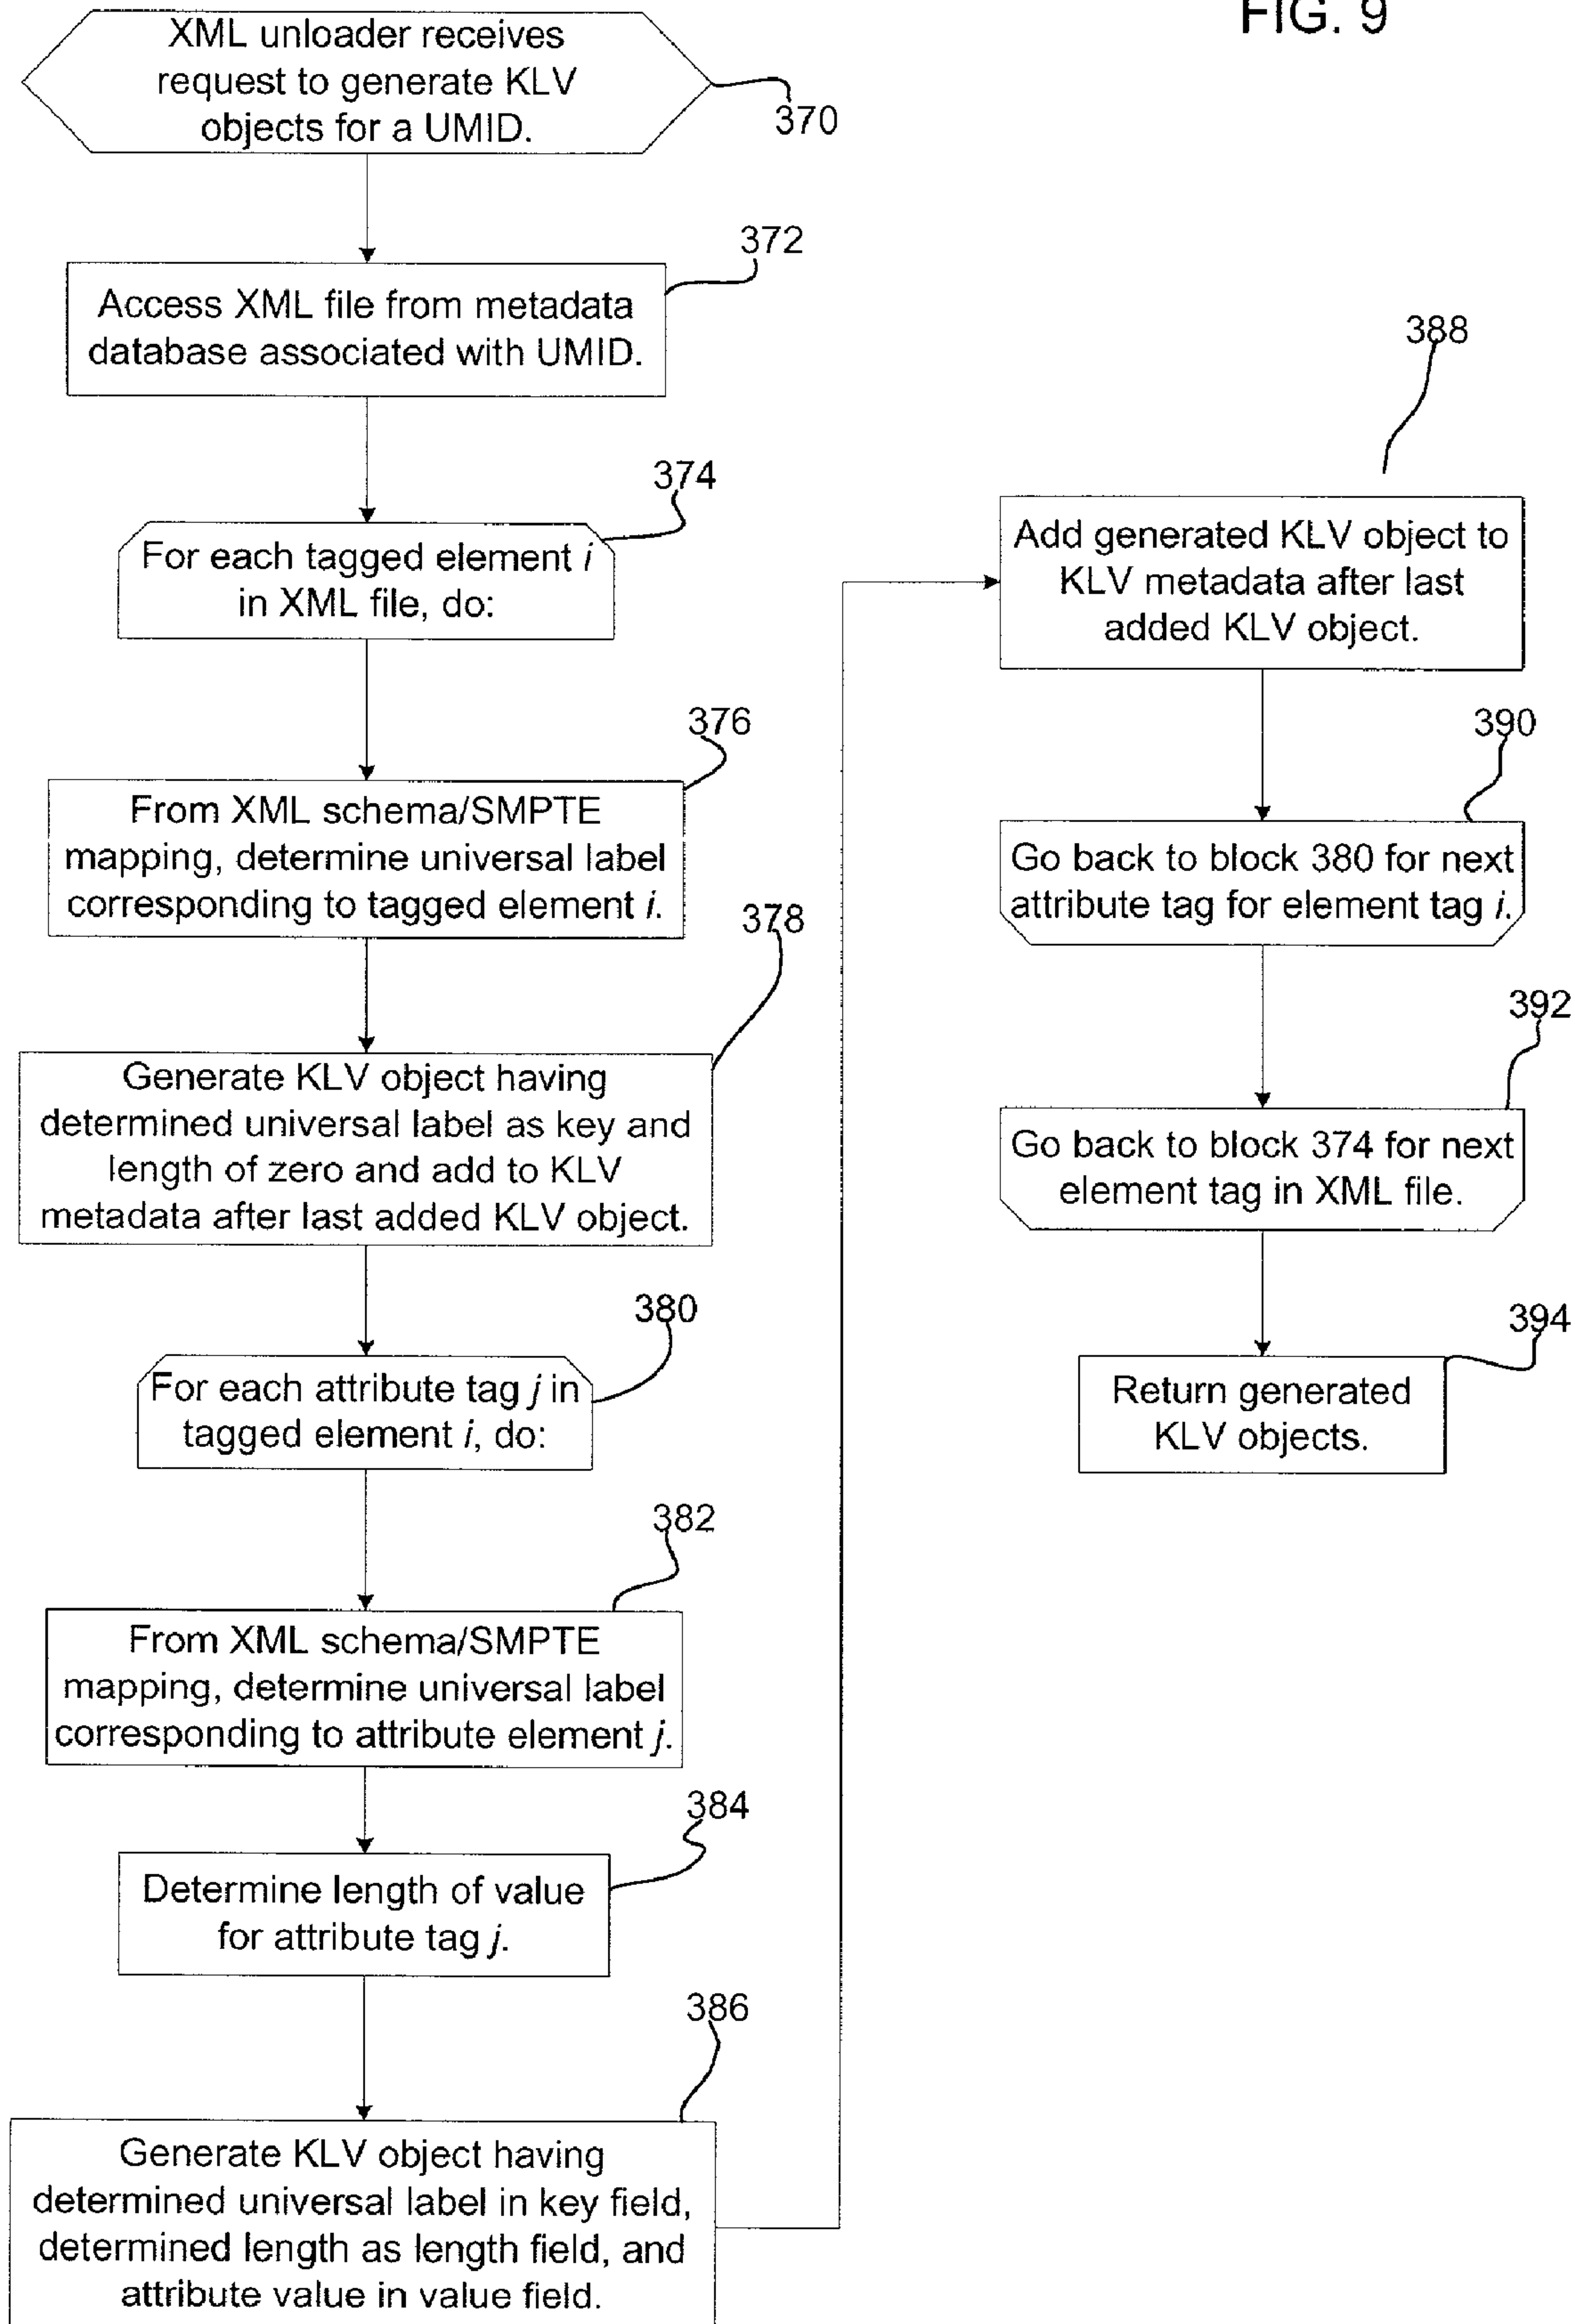 FIG. 9
XML unloader receives
request to generate KLV
objects for a UMID.
370
372
Access XML file from metadata
database associated with UMID.
374
For each tagged element i
in XML file, do:
376
From XML schema/SMPTE
mapping, determine universal label
corresponding to tagged element i.
378
Generate KLV object having
determined universal label as key and
length of zero and add to KLV
metadata after last added KLV object.
380
For each attribute tag j in
tagged element i, do:
382
From XML schema/SMPTE
mapping, determine universal label
corresponding to attribute element j.
384
Determine length of value
for attribute tag j.
386
Generate KLV object having
determined universal label in key field,
determined length as length field, and
attribute value in value field.
388
Add generated KLV object to
KLV metadata after last
added KLV object.
390
Go back to block 380 for next
attribute tag for element tag i.
392
Go back to block 374 for next
element tag in XML file.
394
Return generated
KLV objects.